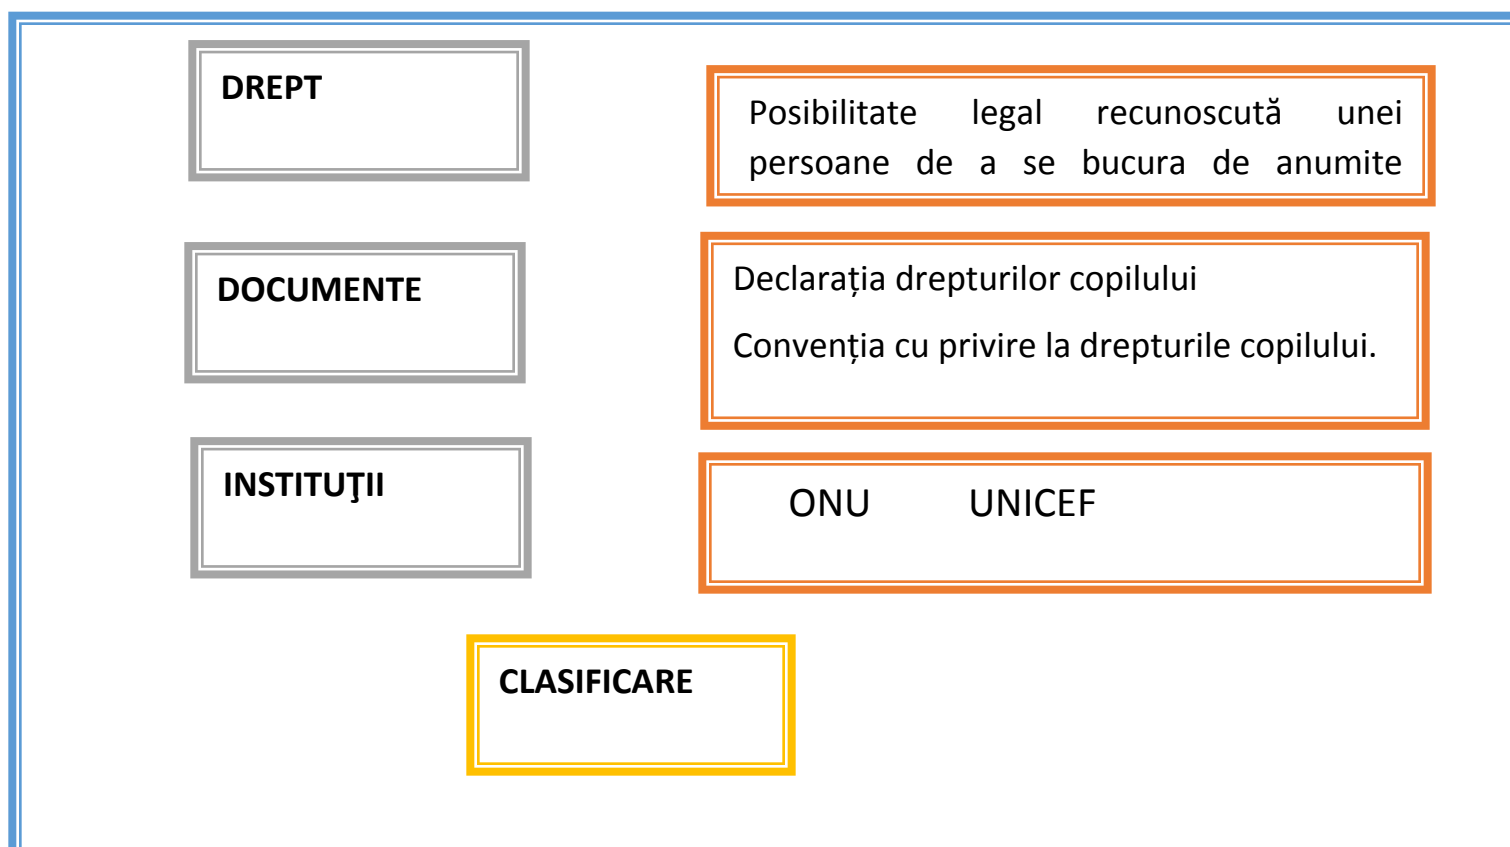 DREPT
Posibilitate legal recunoscută unei
persoane de a se bucura de anumite
DOCUMENTE
Declarația drepturilor copilului
Convenția cu privire la drepturile copilului.
INSTITUŢII
ONU UNICEF
CLASIFICARE